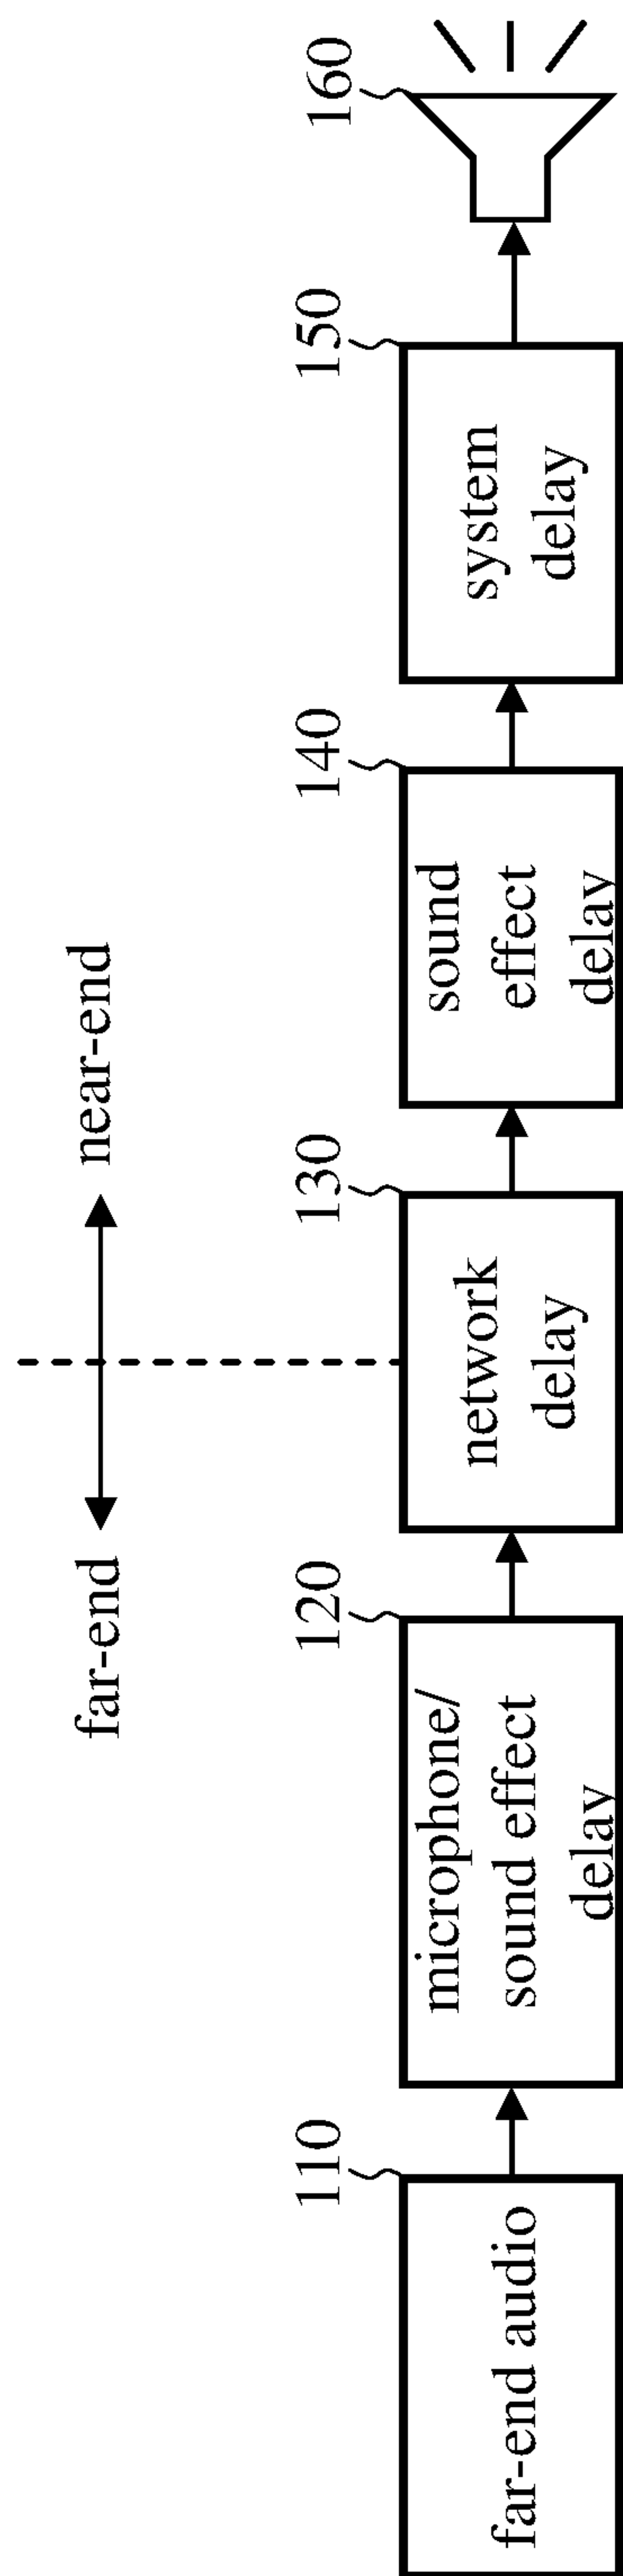 far-end
near-end
110
120
130
140
150
160
far-end audio
microphone/
sound effect
delay
network
delay
sound
effect
delay
system
delay